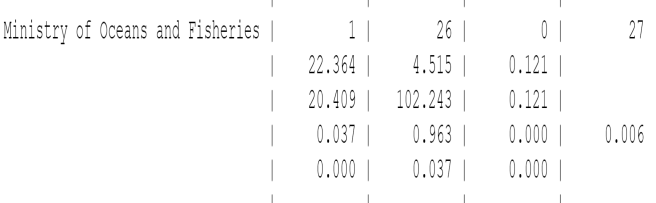 Ministry of Oceans and Fisheries | 1 | 26 | 0 | 27
| 22.364 | 4.515 | 0.121 |
| 20.409 | 102.243 | 0.121 |
| 0.037 | 0.963 | 0.000 | 0.006
| 0.000 | 0.037 | 0.000 |